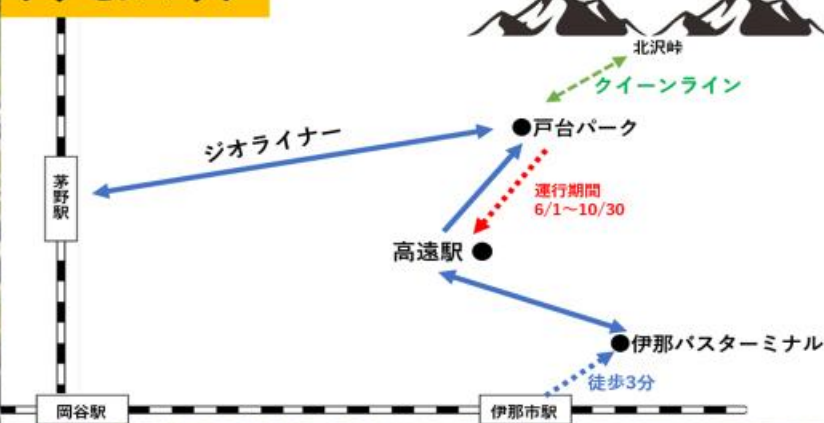 北沢峠
クイーンライン
戸台パーク
ジオライナー
運行期間
6/1～10/30
茅野駅
高遠駅
伊那バスターミナル
徒歩3分
岡谷駅
伊那市駅